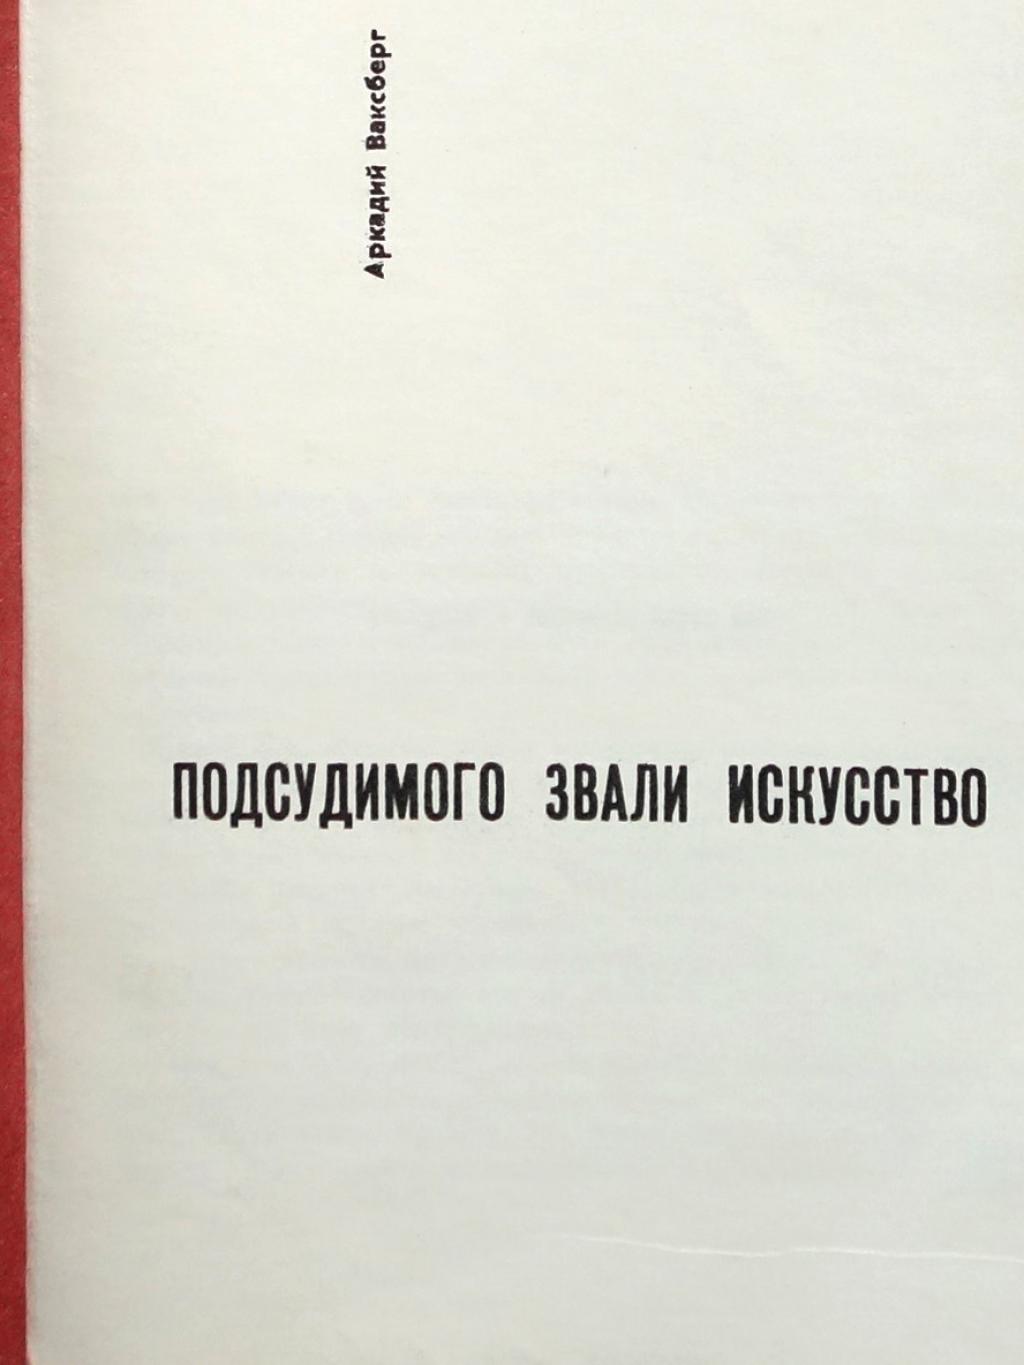 Аркадий Ваксберг
ПОДСУДИМОГО ЗВАЛИ ИСКУССТВО